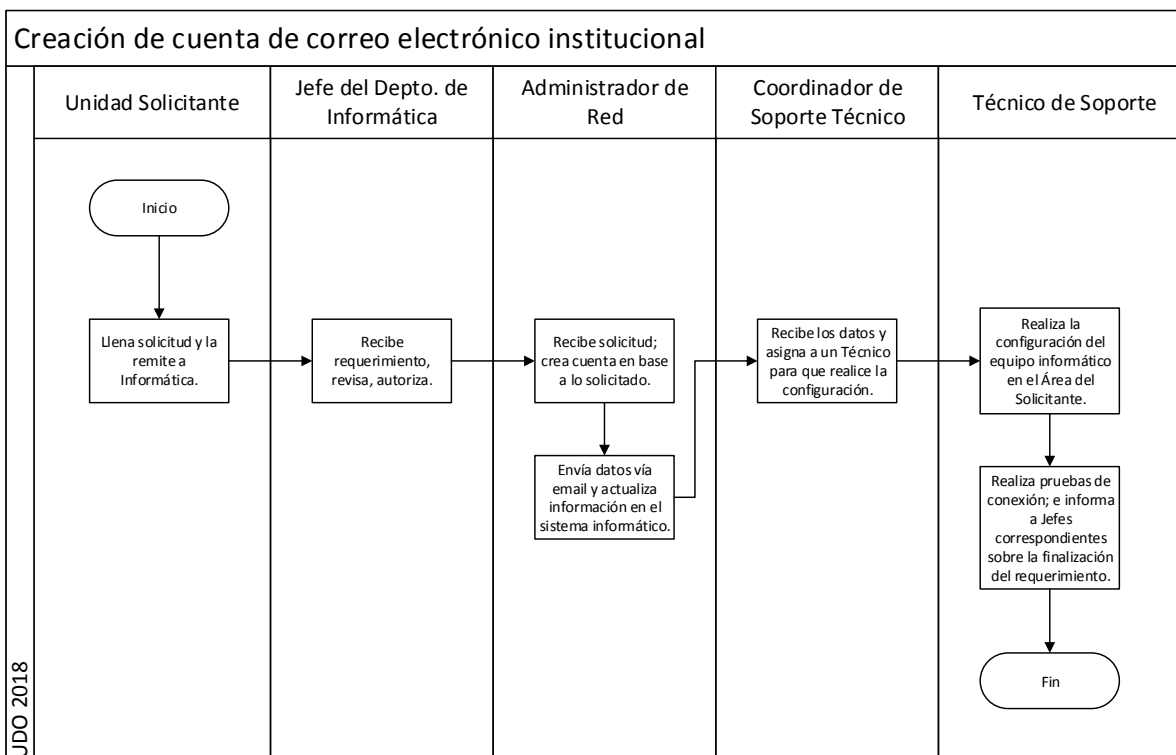 Creación de cuenta de correo electrónico institucional
Unidad Solicitante
Jefe del Depto. de
Informática
Administrador de
Red
Coordinador de
Soporte Técnico
Técnico de Soporte
Inicio
Llena solicitud y la
remite a
Informática.
Recibe
requerimiento,
revisa, autoriza.
Recibe solicitud;
crea cuenta en base
a lo solicitado.
Envía datos vía
email y actualiza
información en el
sistema informático.
Recibe los datos y
asigna a un Técnico
para que realice la
configuración.
Realiza la
configuración del
equipo informático
en el Área del
Solicitante.
Realiza pruebas de
conexión; e informa
a Jefes
correspondientes
sobre la finalización
del requerimiento.
Fin
UDO 2018